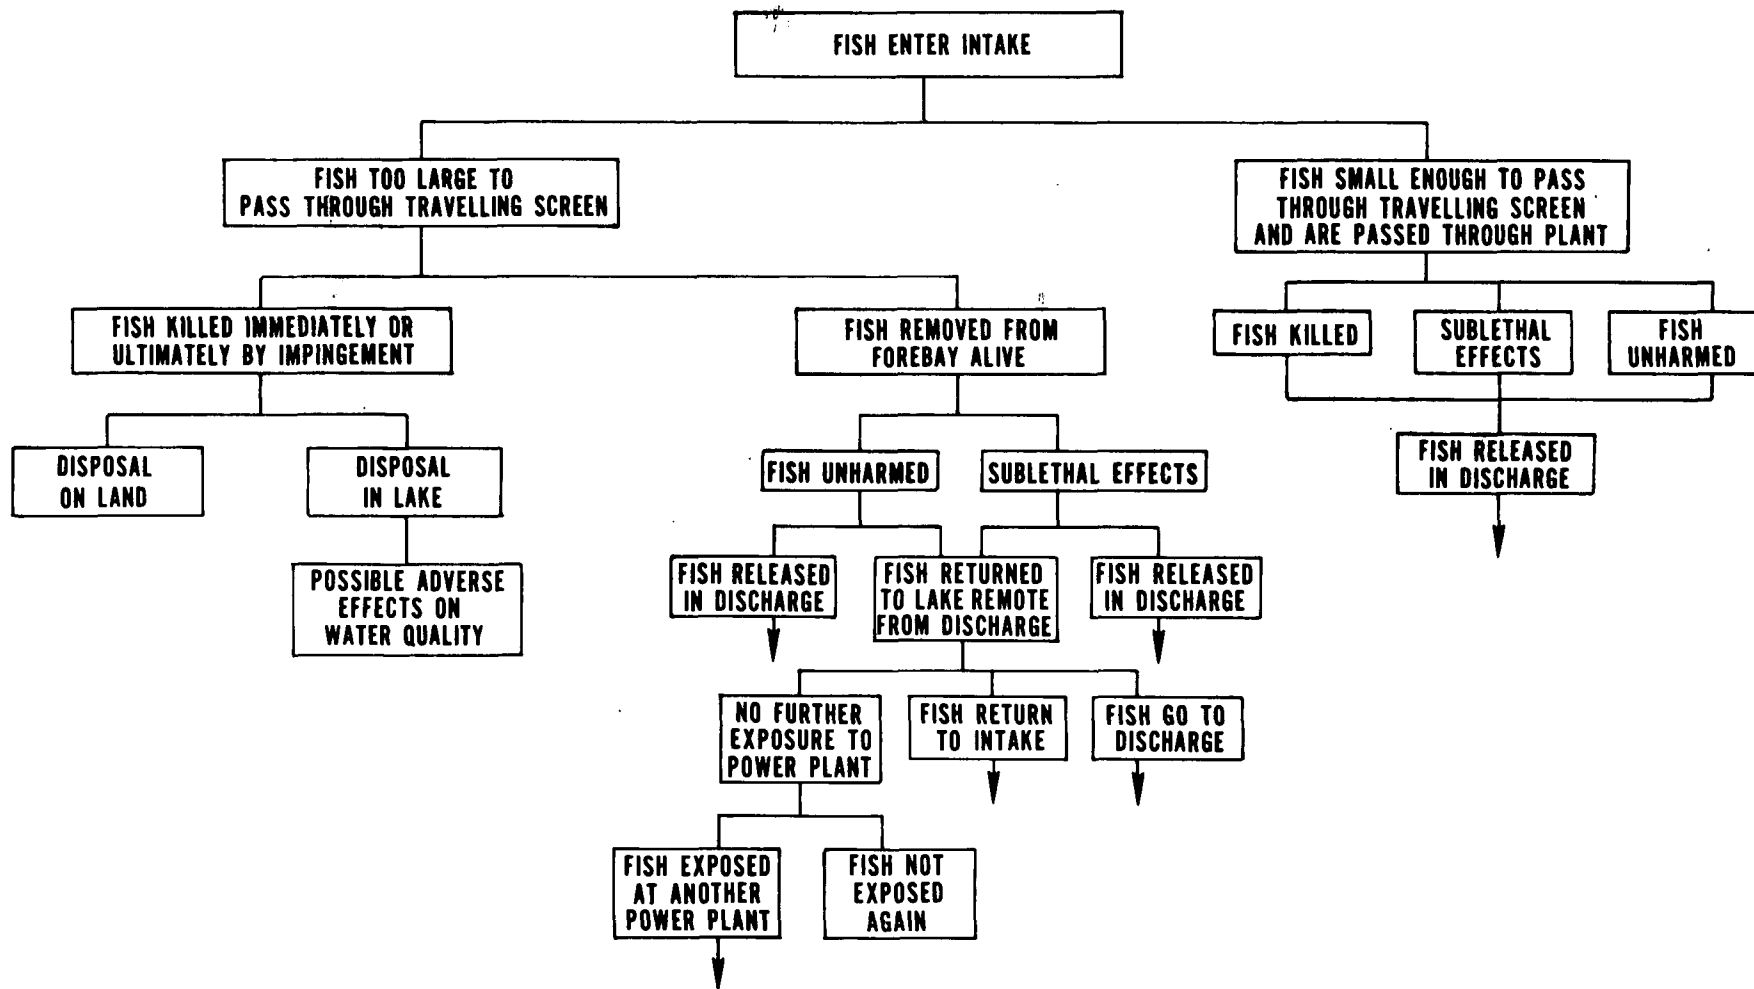 FISH ENTER INTAKE
FISH TOO LARGE TO
PASS THROUGH TRAVELLING SCREEN
FISH SMALL ENOUGH TO PASS
THROUGH TRAVELLING SCREEN
AND ARE PASSED THROUGH PLANT
FISH KILLED IMMEDIATELY OR
ULTIMATELY BY IMPINGEMENT
FISH REMOVED FROM
FOREBAY ALIVE
FISH KILLED
SUBLETHAL
EFFECTS
FISH
UNHARMED
DISPOSAL
ON LAND
DISPOSAL
IN LAKE
FISH UNHARMED
SUBLETHAL EFFECTS
FISH RELEASED
IN DISCHARGE
POSSIBLE ADVERSE
EFFECTS ON
WATER QUALITY
FISH RELEASED
IN DISCHARGE
FISH RETURNED
TO LAKE REMOTE
FROM DISCHARGE
FISH RELEASED
IN DISCHARGE
NO FURTHER
EXPOSURE TO
POWER PLANT
FISH RETURN
TO INTAKE
FISH GO TO
DISCHARGE
FISH EXPOSED
AT ANOTHER
POWER PLANT
FISH NOT
EXPOSED
AGAIN